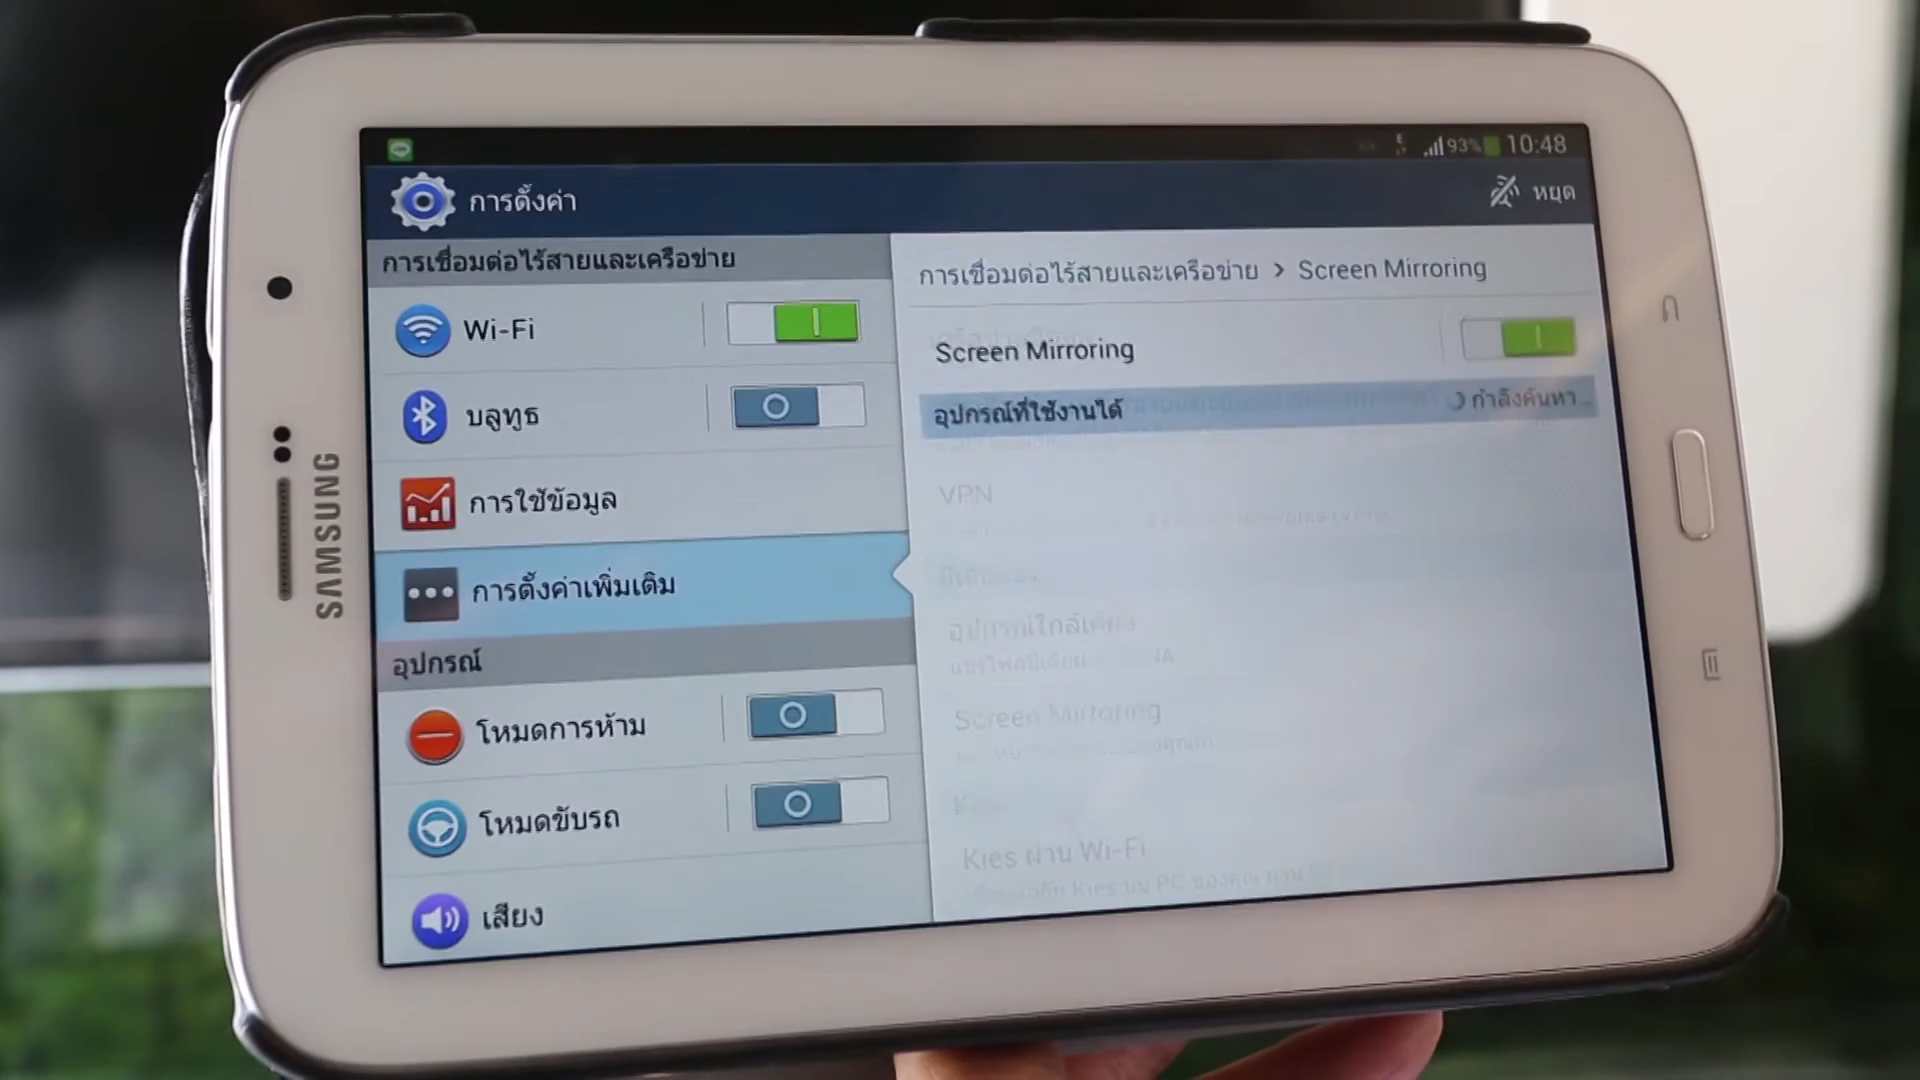 93% 10:48
การตั้งค่า
หยุด
การเชื่อมต่อไร้สายและเครือข่าย
Wi-Fi
บลูทูธ
การใช้ข้อมูล
การตั้งค่าเพิ่มเติม
อุปกรณ์
โหมดการห้าม
โหมดขับรถ
เสียง
การเชื่อมต่อไร้สายและเครือข่าย > Screen Mirroring
Screen Mirroring
อุปกรณ์ที่ใช้งานได้
กำลังค้นหา...
VPN
อุปกรณ์ใกล้เคียง
Screen Mirroring
Kies ผ่าน Wi-Fi
SAMSUNG